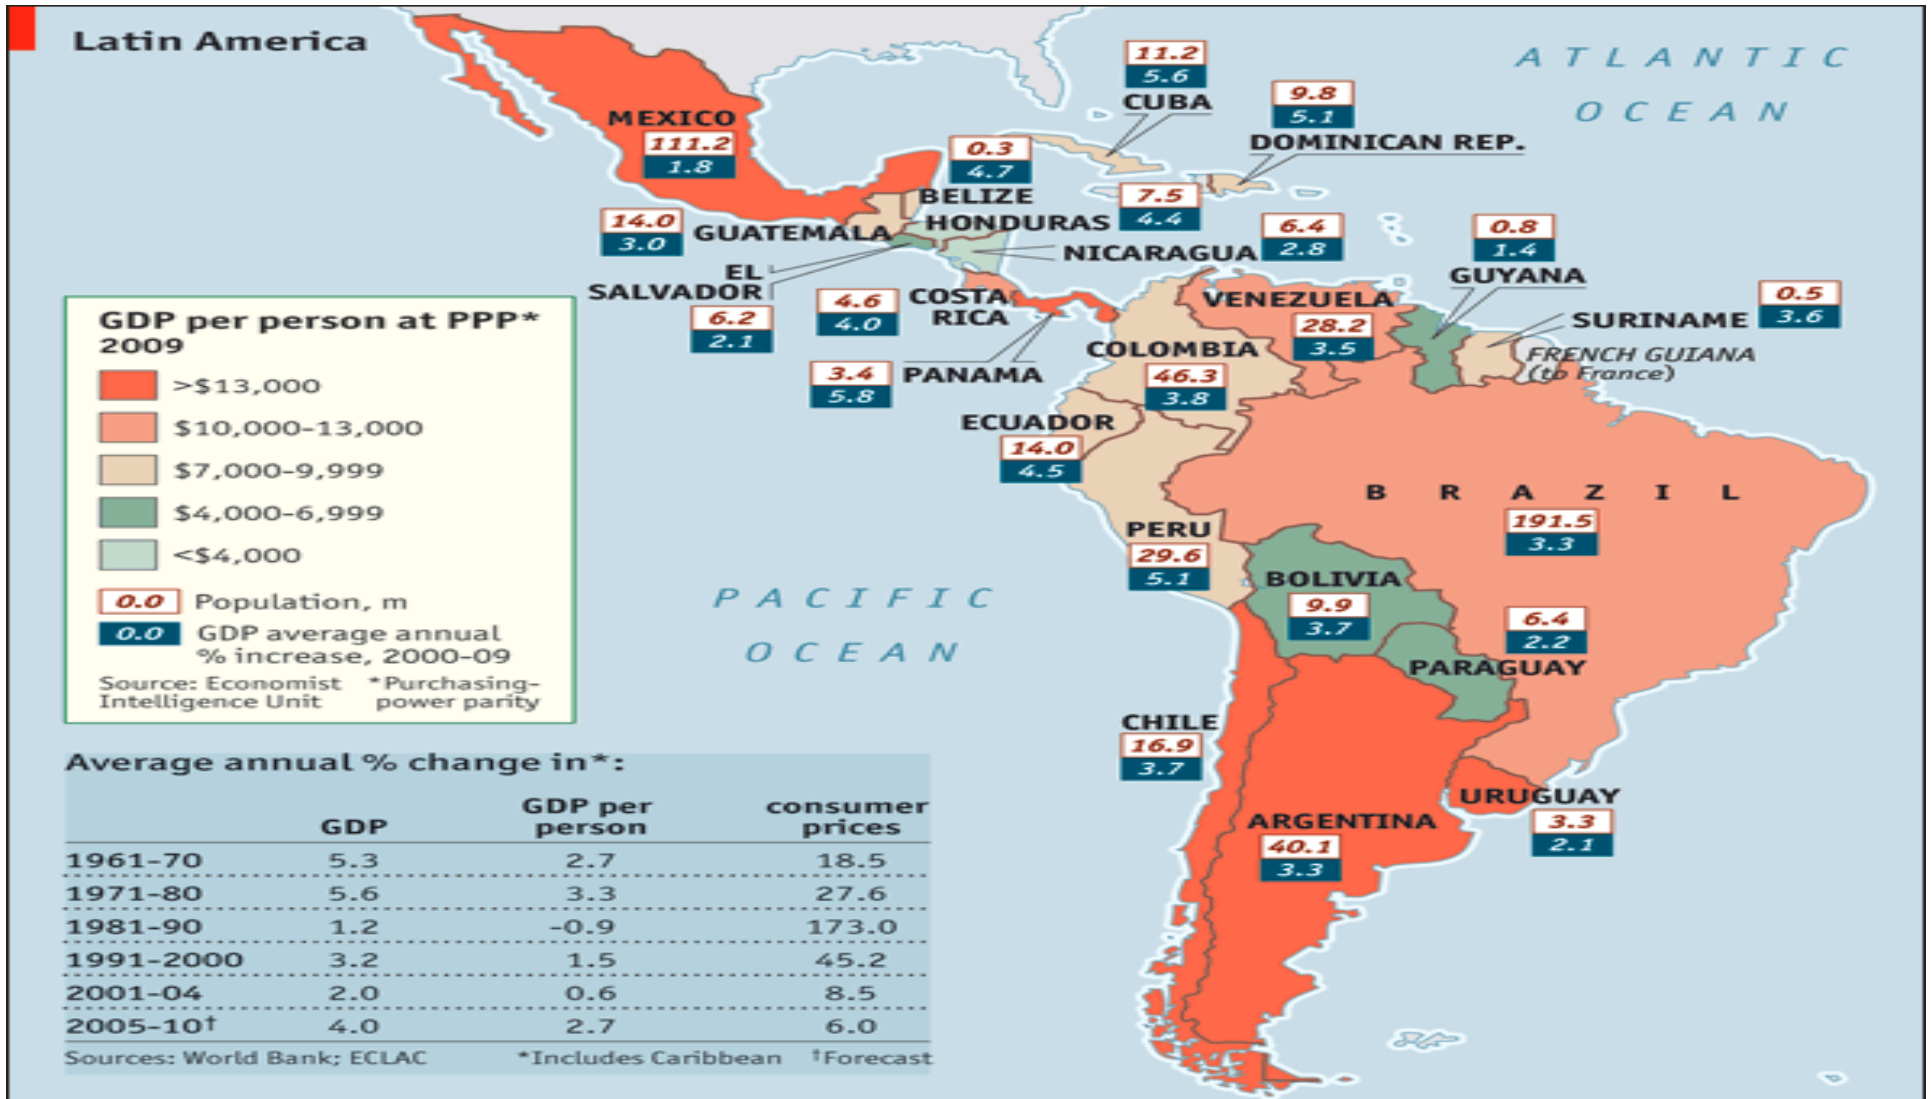 Latin America
ATLANTIC
OCEAN
11.2
5.6
CUBA
9.8
5.1
DOMINICAN REP.
MEXICO
111.2
1.8
0.3
4.7
BELIZE
7.5
4.4
HONDURAS
14.0
3.0
GUATEMALA
6.4
2.8
NICARAGUA
0.8
1.4
GUYANA
EL
SALVADOR
6.2
2.1
4.6
4.0
COSTA
RICA
VENEZUELA
28.2
3.5
0.5
3.6
SURINAME
FRENCH GUIANA
(to France)
3.4
5.8
PANAMA
COLOMBIA
46.3
3.8
ECUADOR
14.0
4.5
BRAZIL
191.5
3.3
PERU
29.6
5.1
BOLIVIA
9.9
3.7
PACIFIC
OCEAN
6.4
2.2
PARAGUAY
CHILE
16.9
3.7
URUGUAY
3.3
2.1
ARGENTINA
40.1
3.3
GDP per person at PPP*
2009
>$13,000
$10,000-13,000
$7,000-9,999
$4,000-6,999
<$4,000
0.0 Population, m
0.0 GDP average annual
% increase, 2000-09
Source: Economist *Purchasing-
Intelligence Unit power parity
Average annual % change in*:
GDP per consumer
GDP person prices
1961-70 5.3 2.7 18.5
1971-80 5.6 3.3 27.6
1981-90 1.2 -0.9 173.0
1991-2000 3.2 1.5 45.2
2001-04 2.0 0.6 8.5
2005-10† 4.0 2.7 6.0
Sources: World Bank; ECLAC *Includes Caribbean †Forecast